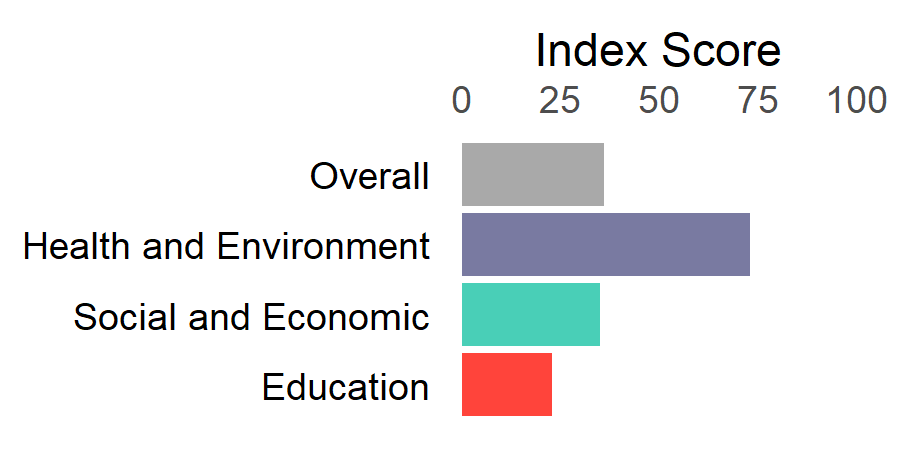 Index Score
0 25 50 75 100
Overall
Health and Environment
Social and Economic
Education